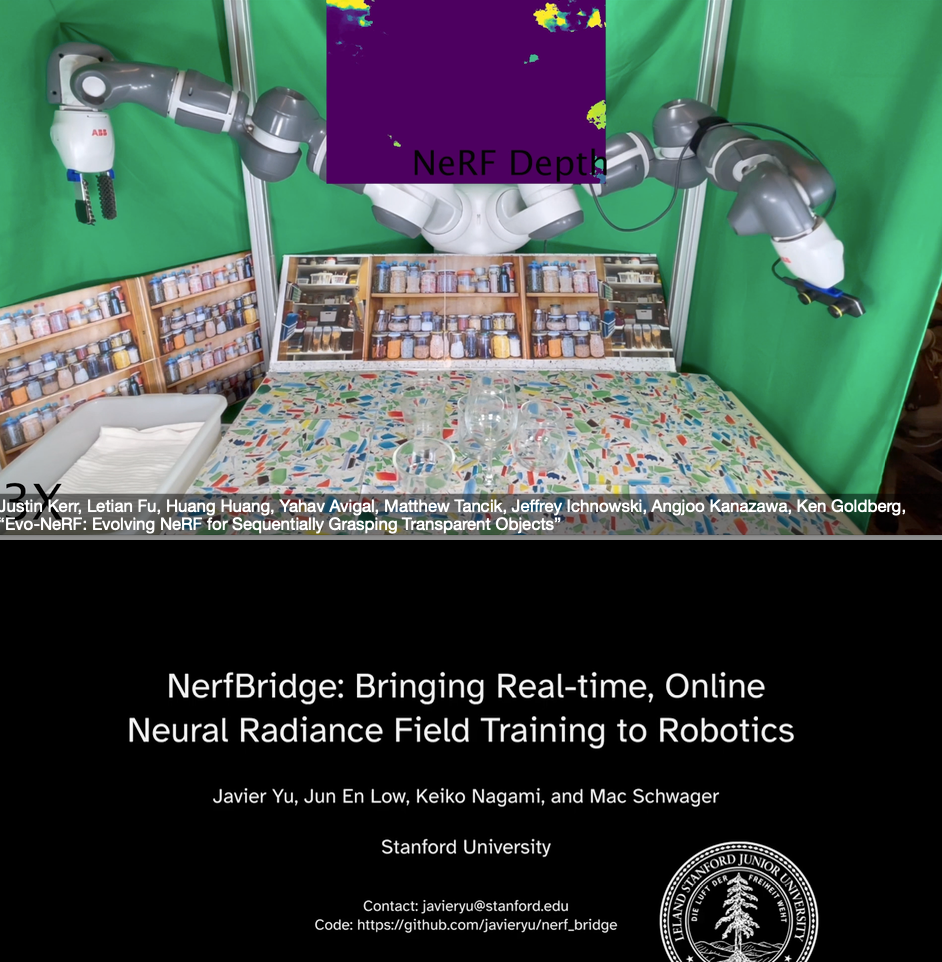 ABB
NeRF Depth
3X
Justin Kerr, Letian Fu, Huang Huang, Yahav Avigal, Matthew Tancik, Jeffrey Ichnowski, Angjoo Kanazawa, Ken Goldberg,
“Evo-NeRF: Evolving NeRF for Sequentially Grasping Transparent Objects”
NerfBridge: Bringing Real-time, Online
Neural Radiance Field Training to Robotics
Javier Yu, Jun En Low, Keiko Nagami, and Mac Schwager
Stanford University
Contact: javieryu@stanford.edu
Code: https://github.com/javieryu/nerf_bridge
LELAND STANFORD JUNIOR UNIVERSITY
DIE LUFT DER FREIHEIT WEHT